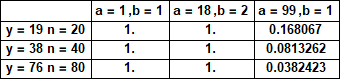 a = 1 ,b = 1 a = 18 ,b = 2 a = 99 ,b = 1
y = 19 n = 20 1. 1. 0.168067
y = 38 n = 40 1. 1. 0.0813262
y = 76 n = 80 1. 1. 0.0382423